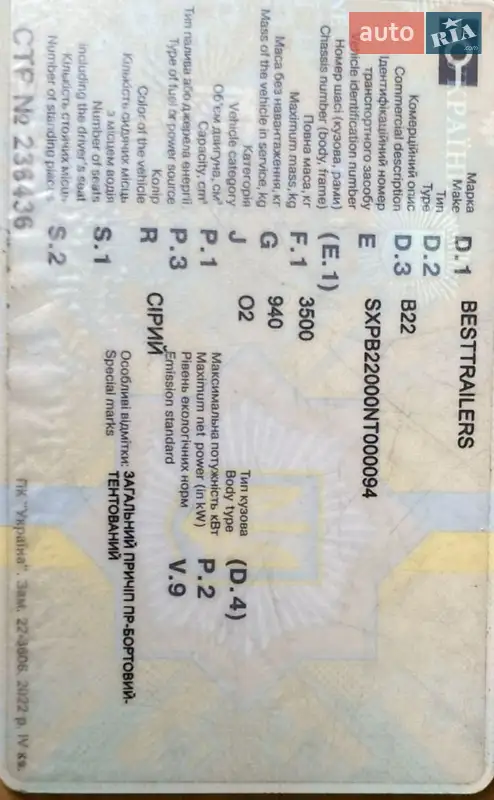 auto RIA .com
УКРАЇН
Марка
Make D.1 BESTTRAILERS
Тип
Type D.2
Комерційний опис
Commercial description D.3 B22
Ідентифікаційний номер
транспортного засобу
Vehicle identification number E SXPB22000NT000094
Номер шасі (кузова, рами)
Chassis number (body, frame) (E.1)
Повна маса, кг
Maximum mass, kg F.1 3500
Маса без навантаження, кг
Mass of the vehicle in service, kg G 940
Категорія
Vehicle category J O2
Тип кузова
Body type (D.4)
Об'єм двигуна, см³
Capacity, cm³ P.1
Максимальна потужність кВт
Maximum net power (in kW) P.2
Тип палива або джерела енергії
Type of fuel or power source P.3
Рівень екологічних норм
Emission standard V.9
Колір
Color of the vehicle R СІРИЙ
Кількість сидячих місць
з місцем водія
Number of seats
including the driver's seat S.1
Особливі відмітки: ЗАГАЛЬНИЙ ПРИЧІП ПР-БОРТОВИЙ-
Special marks ТЕНТОВАНИЙ
Кількість стоячих місць
Number of standing places S.2
СТР № 236436
ПК "Україна". Зам. 22-3606. 2022 р. IV кв.